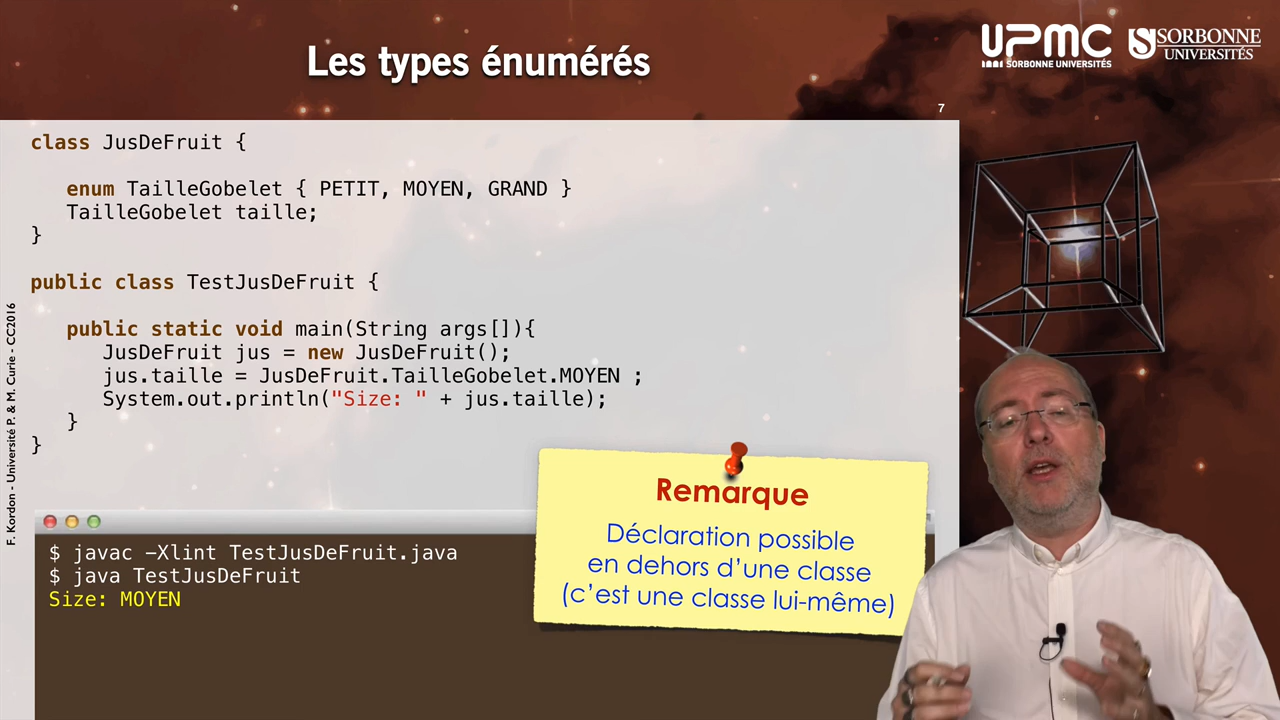 Les types énumérés
UPMC
SORBONNE UNIVERSITÉS
SORBONNE
UNIVERSITÉS
7
class JusDeFruit {
enum TailleGobelet { PETIT, MOYEN, GRAND }
TailleGobelet taille;
}
public class TestJusDeFruit {
public static void main(String args[]){
JusDeFruit jus = new JusDeFruit();
jus.taille = JusDeFruit.TailleGobelet.MOYEN ;
System.out.println("Size: " + jus.taille);
}
}
$ javac -Xlint TestJusDeFruit.java
$ java TestJusDeFruit
Size: MOYEN
Remarque
Déclaration possible
en dehors d'une classe
(c'est une classe lui-même)
F. Kordon - Université P. & M. Curie - CC2016